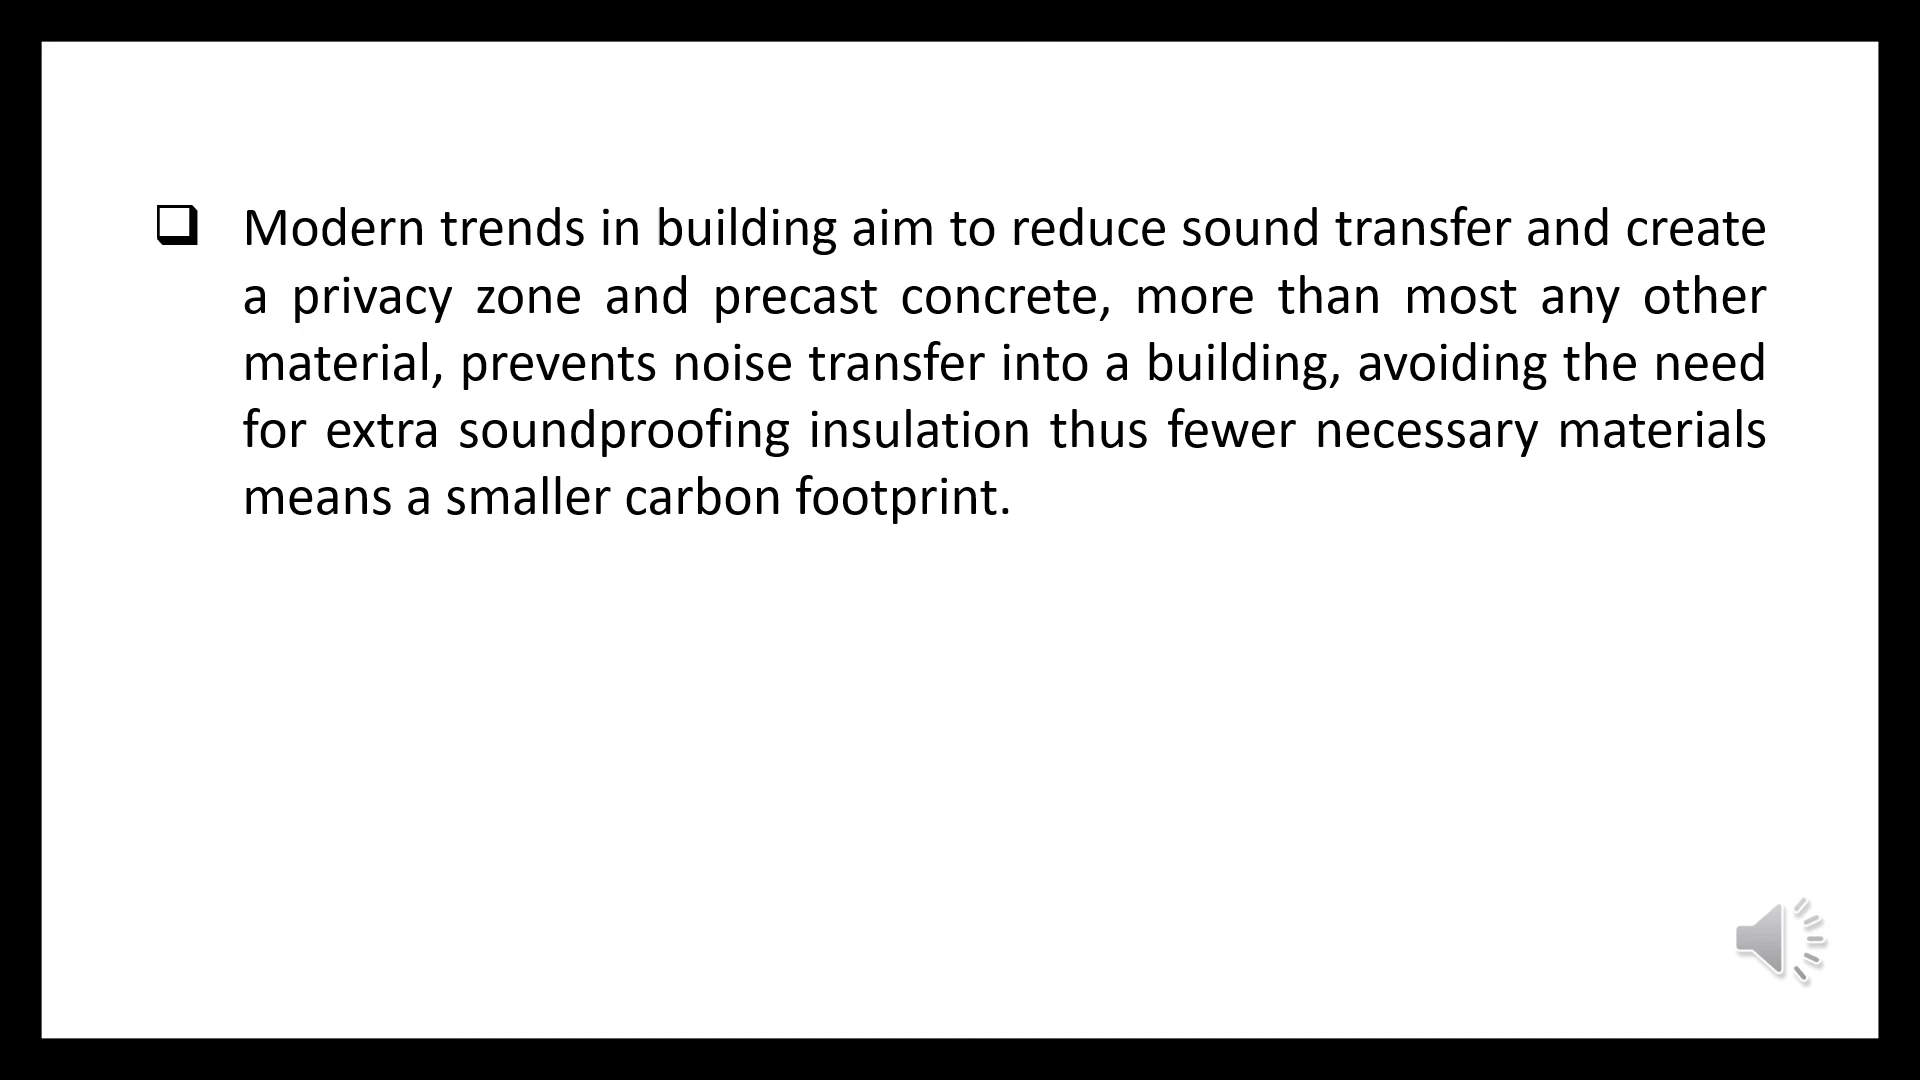 Modern trends in building aim to reduce sound transfer and create
a privacy zone and precast concrete, more than most any other
material, prevents noise transfer into a building, avoiding the need
for extra soundproofing insulation thus fewer necessary materials
means a smaller carbon footprint.